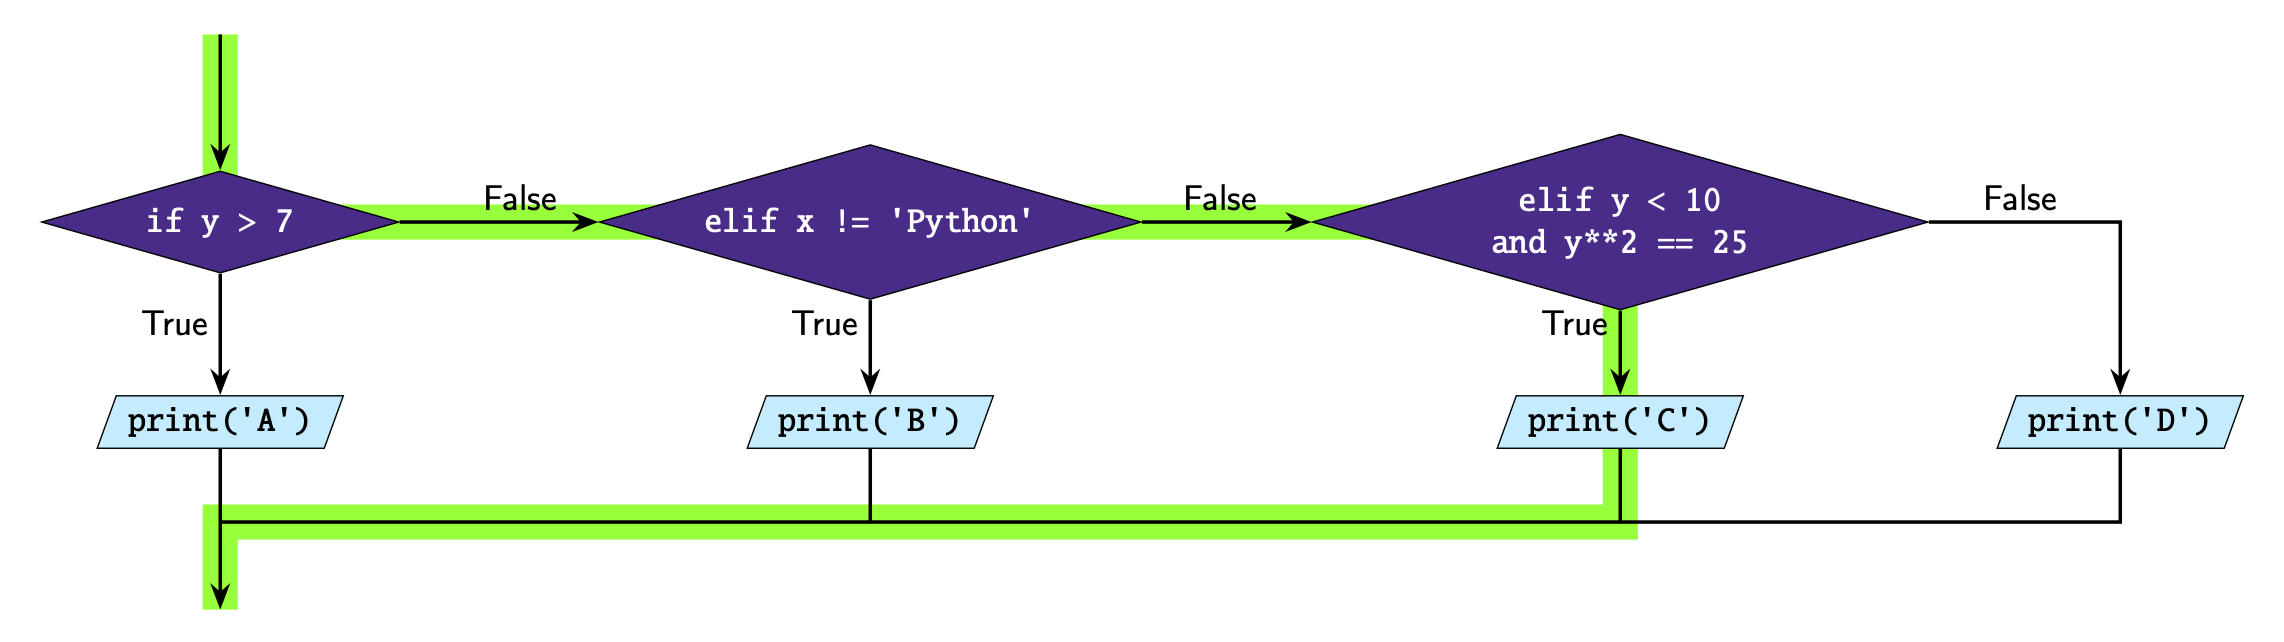 False
False
False
if y > 7
elif x != 'Python'
elif y < 10
and y**2 == 25
True
True
True
print('A')
print('B')
print('C')
print('D')